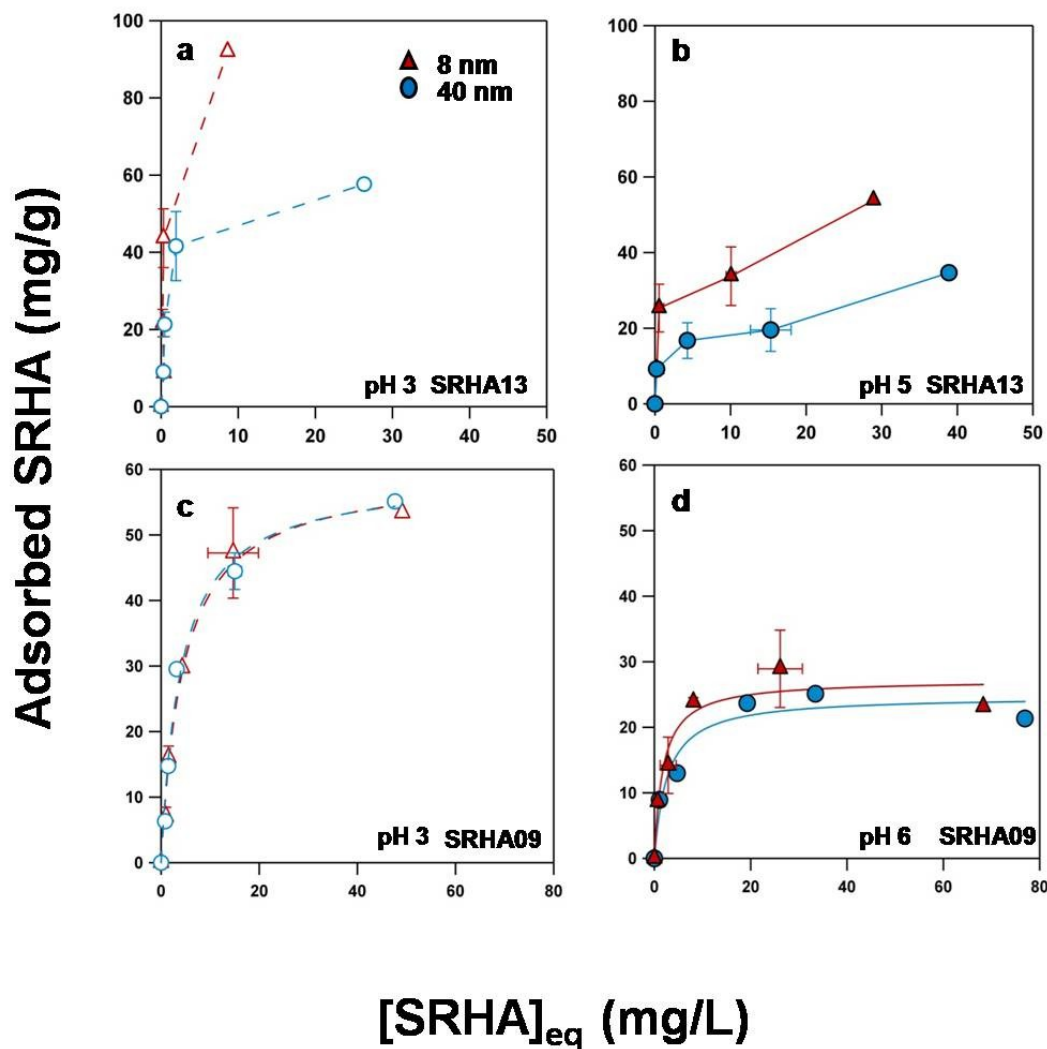 Adsorbed SRHA (mg/g)
a
8 nm
40 nm
pH 3 SRHA13
100
80
60
40
20
0
0 10 20 30 40 50
b
pH 5 SRHA13
100
80
60
40
20
0
0 10 20 30 40 50
c
pH 3 SRHA09
60
50
40
30
20
10
0
0 20 40 60 80
d
pH 6 SRHA09
60
50
40
30
20
10
0
0 20 40 60 80
[SRHA]eq (mg/L)